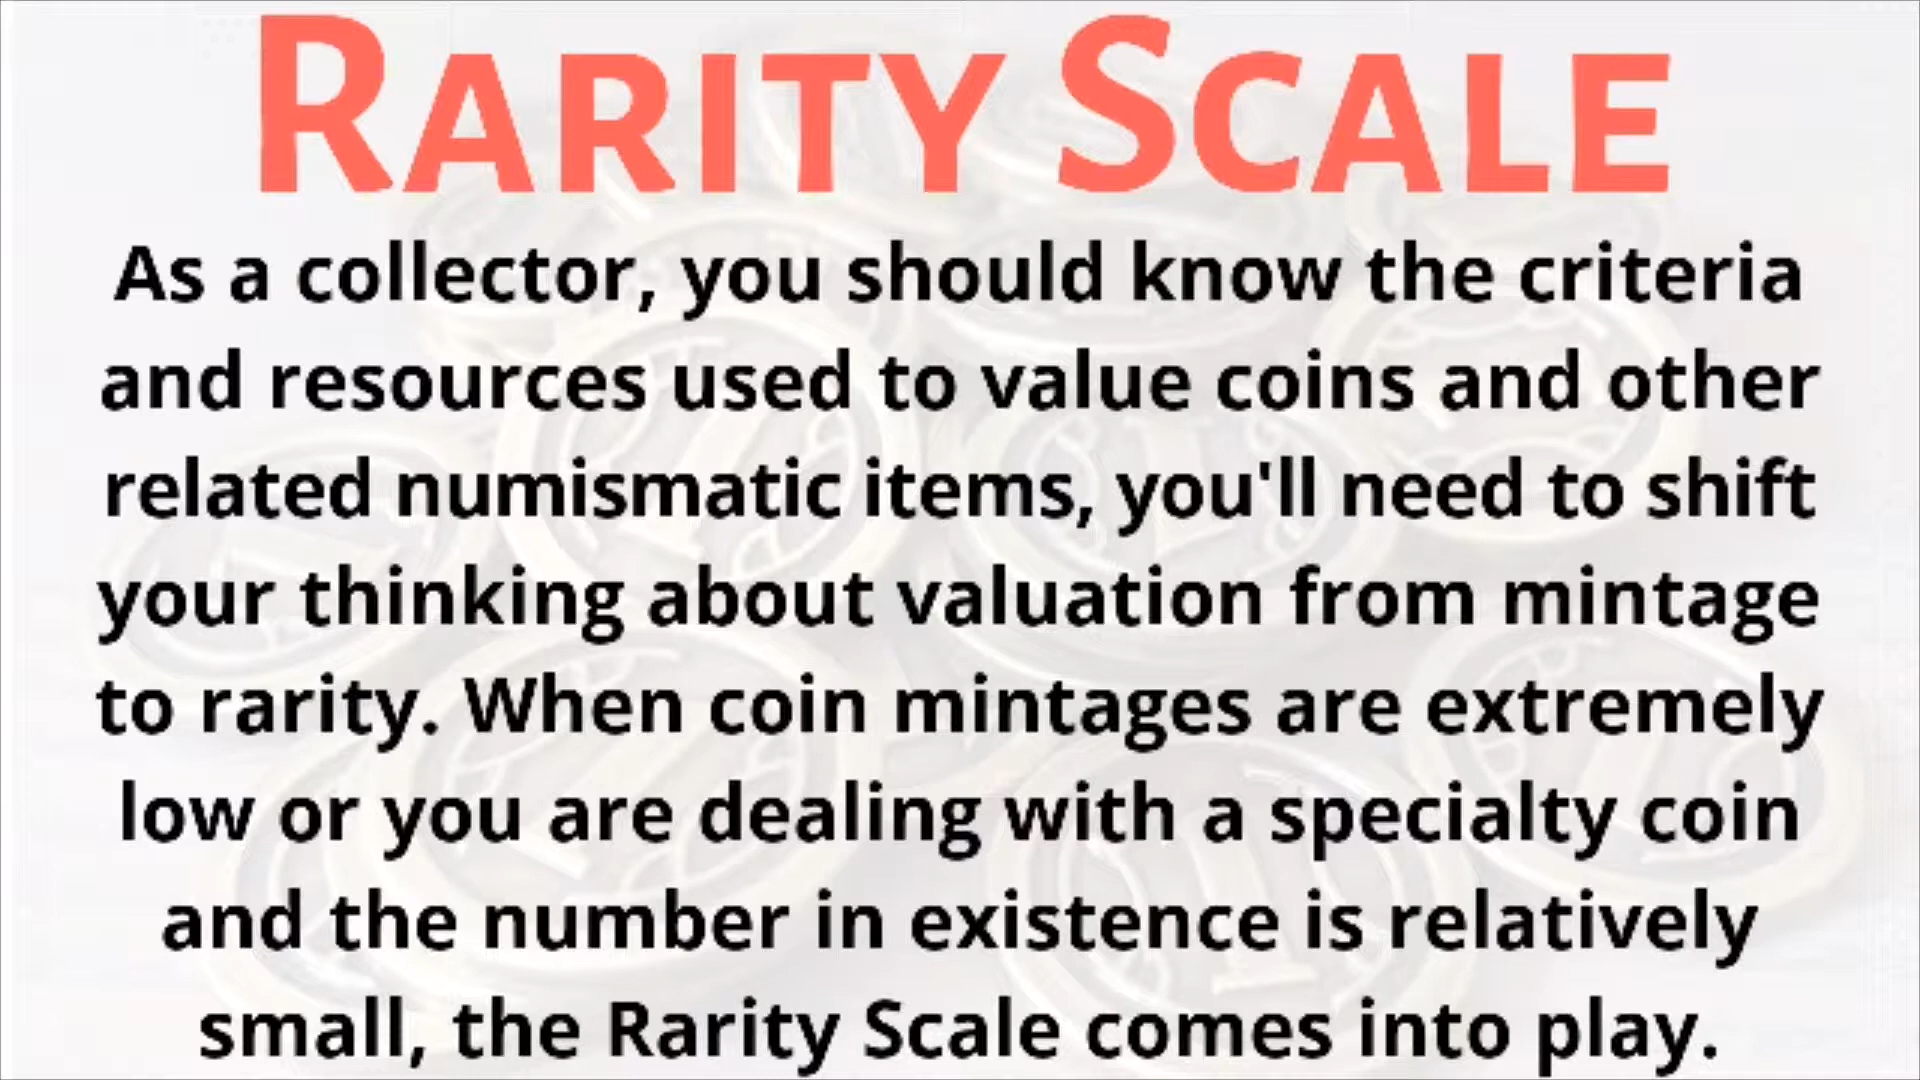 RARITY SCALE
As a collector, you should know the criteria
and resources used to value coins and other
related numismatic items, you'll need to shift
your thinking about valuation from mintage
to rarity. When coin mintages are extremely
low or you are dealing with a specialty coin
and the number in existence is relatively
small, the Rarity Scale comes into play.